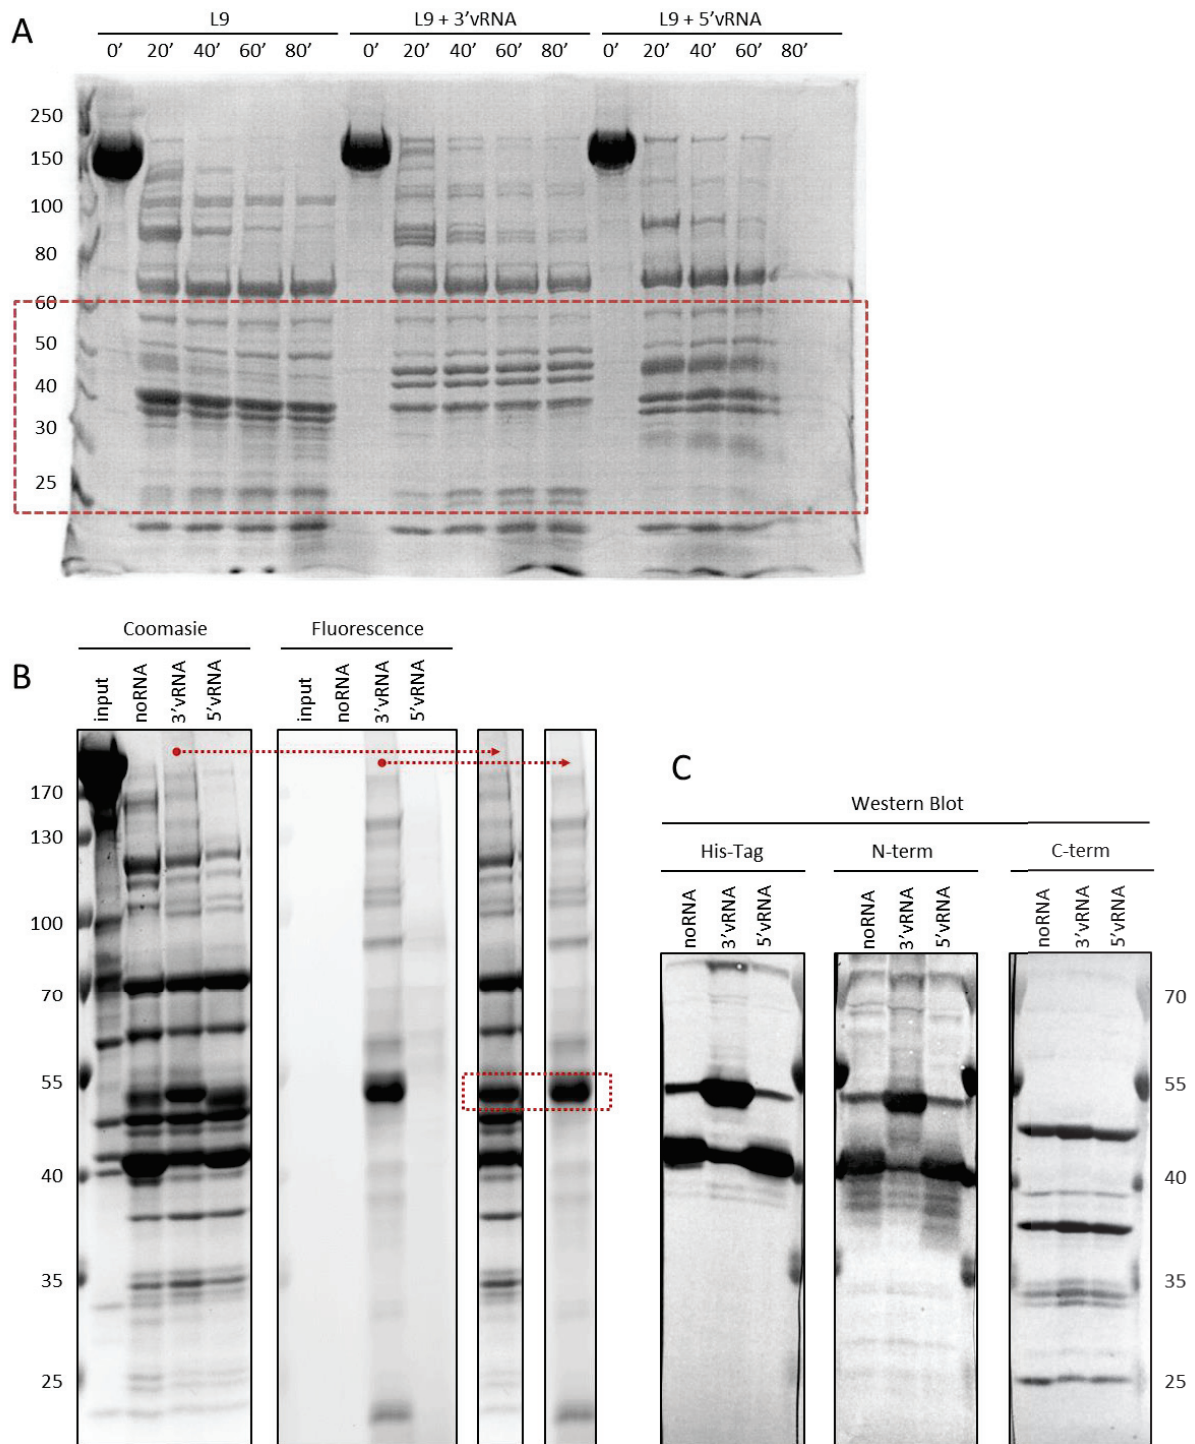 A
L9
L9 + 3’vRNA
L9 + 5’vRNA
0’ 20’ 40’ 60’ 80’ 0’ 20’ 40’ 60’ 80’ 0’ 20’ 40’ 60’ 80’
250
150
100
80
60
50
40
30
25
B
Coomasie
Fluorescence
input noRNA 3’vRNA 5’vRNA
input noRNA 3’vRNA 5’vRNA
170
130
100
70
55
40
35
25
C
Western Blot
His-Tag
N-term
C-term
noRNA 3’vRNA 5’vRNA
noRNA 3’vRNA 5’vRNA
noRNA 3’vRNA 5’vRNA
70
55
40
35
25